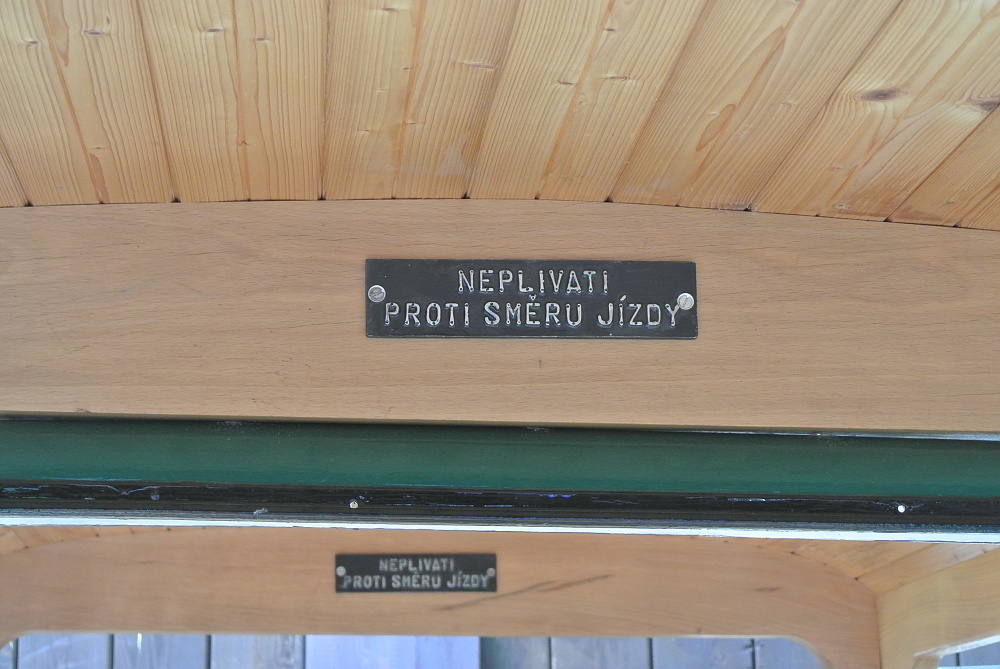 NEPLIVATI
PROTI SMĚRU JÍZDY
NEPLIVATI
PROTI SMĚRU JÍZDY